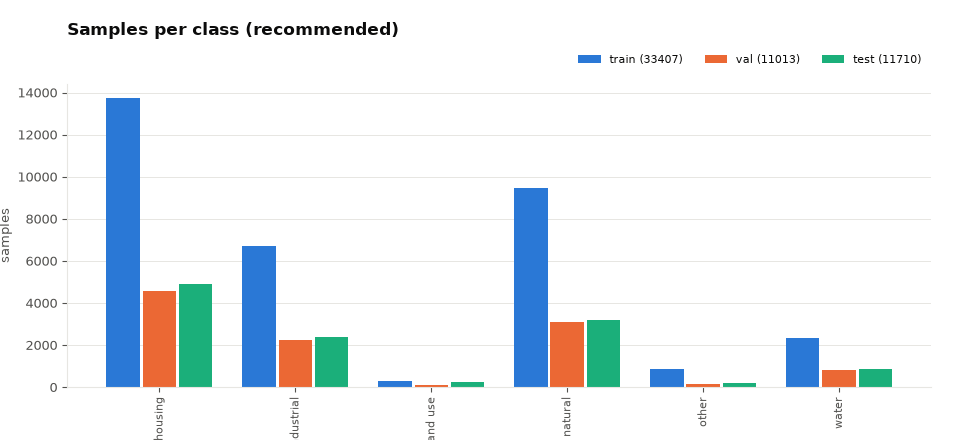 Samples per class (recommended)
train (33407) val (11013) test (11710)
14000
12000
10000
8000
6000
4000
2000
0
samples
housing
dustrial
and use
natural
other
water